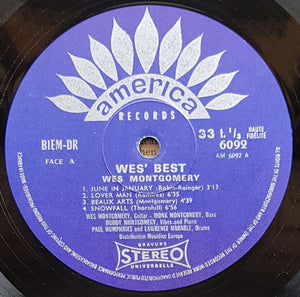 america
RECORDS
BIEM-DR
FACE A
33 t. 1/3
HAUTE
FIDÉLITÉ
6092
AM 6092 A
WES' BEST
WES MONTGOMERY
1 - JUNE IN JANUARY (Robin-Rainger) 3'13
2 - LOVER MAN (Ramirez) 6'35
3 - BEAUX ARTS (Montgomery) 4'39
4 - SNOWFALL (Thornhill) 5'56
WES MONTGOMERY, Guitar - MONK MONTGOMERY, Bass
BUDDY MONTGOMERY, Vibes and Piano
PAUL HUMPHRIES and LAWRENCE MARABLE, Drums
Distribution Musidisc Europe
GRAVURE
STEREO
UNIVERSELLE